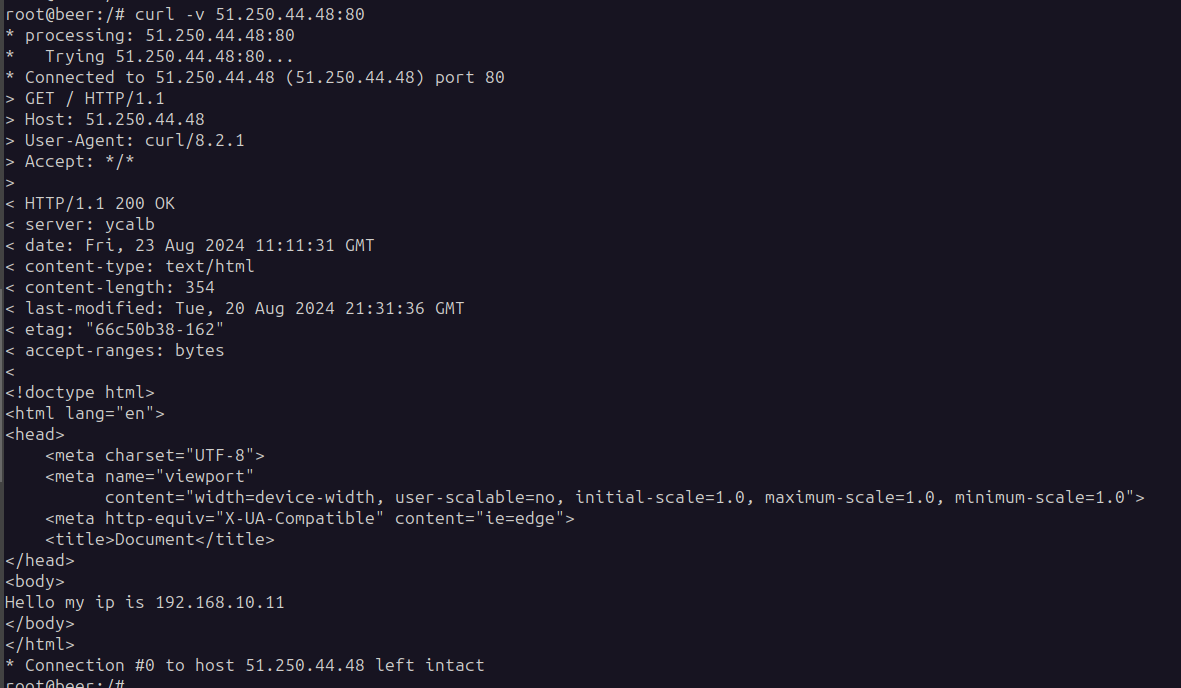 root@beer:/# curl -v 51.250.44.48:80
* processing: 51.250.44.48:80
*   Trying 51.250.44.48:80...
* Connected to 51.250.44.48 (51.250.44.48) port 80
> GET / HTTP/1.1
> Host: 51.250.44.48
> User-Agent: curl/8.2.1
> Accept: */*
>
< HTTP/1.1 200 OK
< server: ycalb
< date: Fri, 23 Aug 2024 11:11:31 GMT
< content-type: text/html
< content-length: 354
< last-modified: Tue, 20 Aug 2024 21:31:36 GMT
< etag: "66c50b38-162"
< accept-ranges: bytes
<
<!doctype html>
<html lang="en">
<head>
    <meta charset="UTF-8">
    <meta name="viewport"
          content="width=device-width, user-scalable=no, initial-scale=1.0, maximum-scale=1.0, minimum-scale=1.0">
    <meta http-equiv="X-UA-Compatible" content="ie=edge">
    <title>Document</title>
</head>
<body>
Hello my ip is 192.168.10.11
</body>
</html>
* Connection #0 to host 51.250.44.48 left intact
root@beer:/#